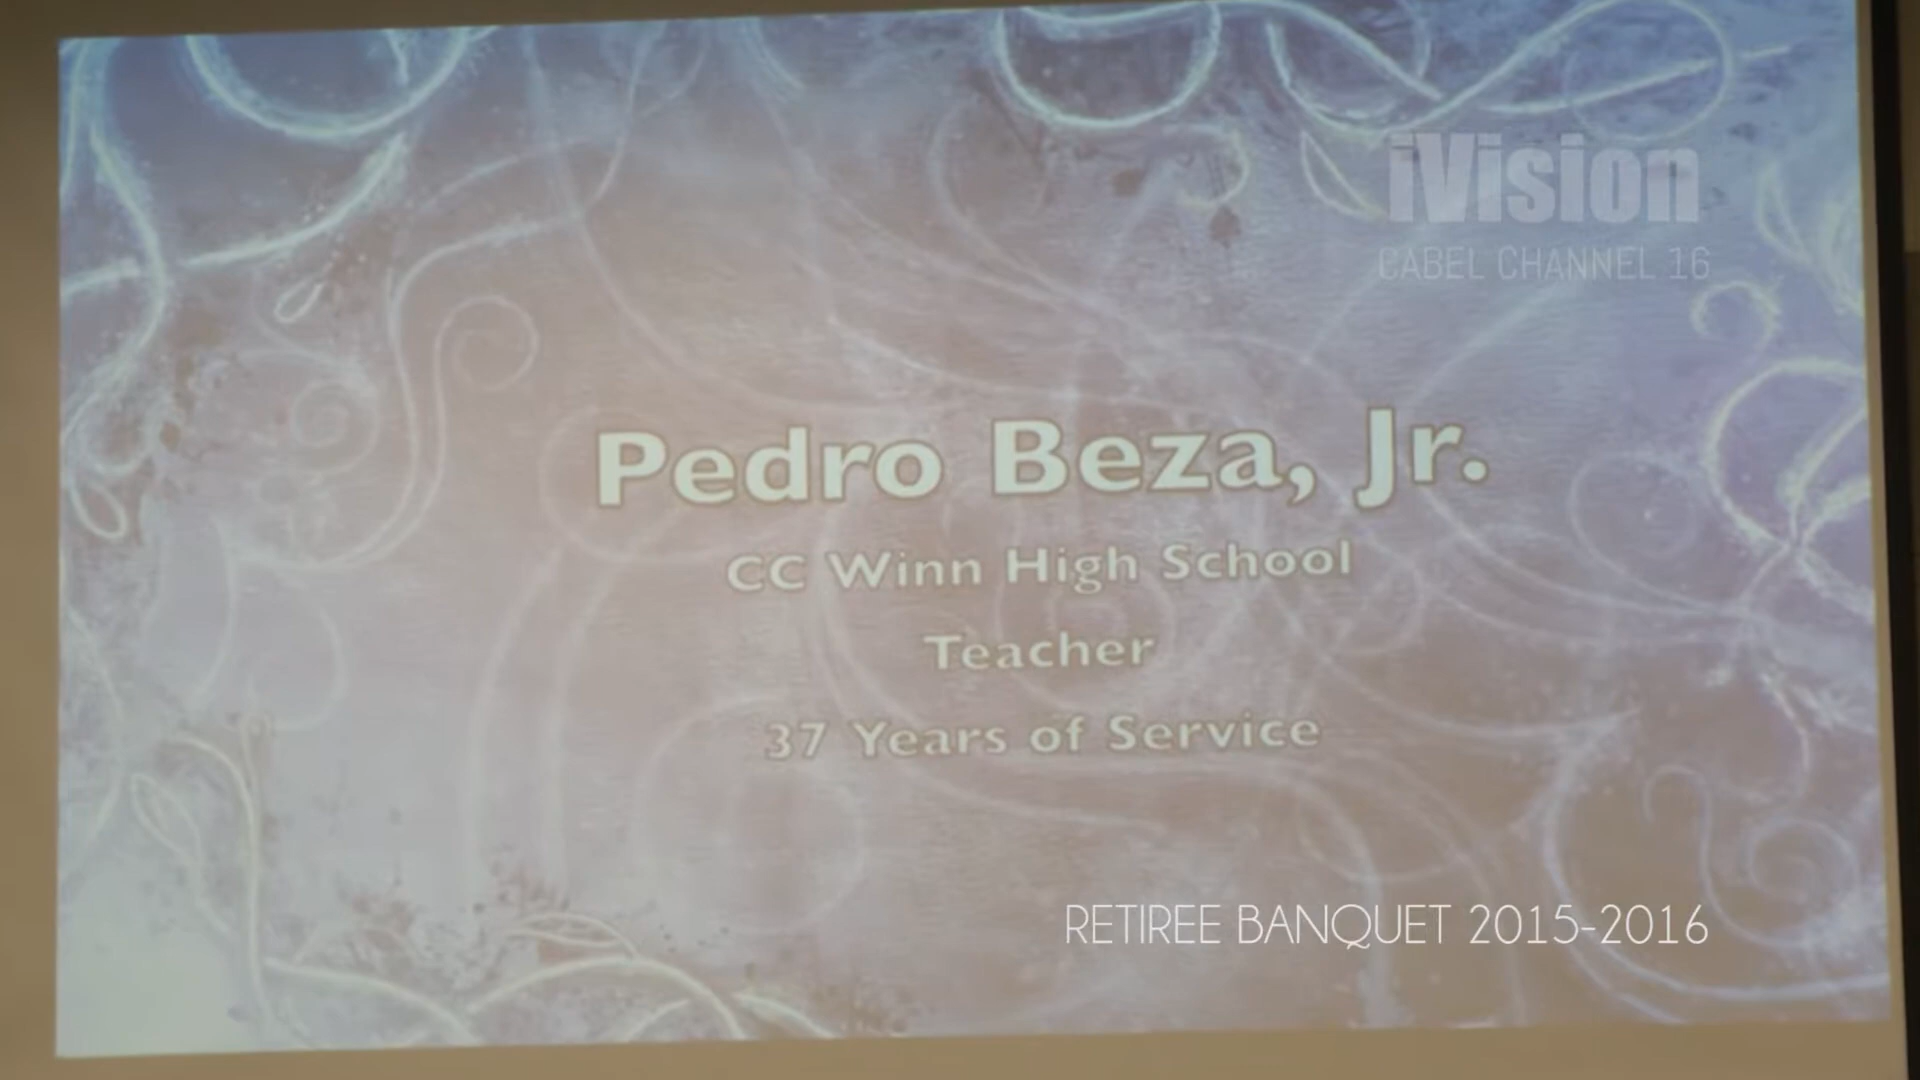 iVision
CABEL CHANNEL 16
Pedro Beza, Jr.
CC Winn High School
Teacher
37 Years of Service
RETIREE BANQUET 2015-2016